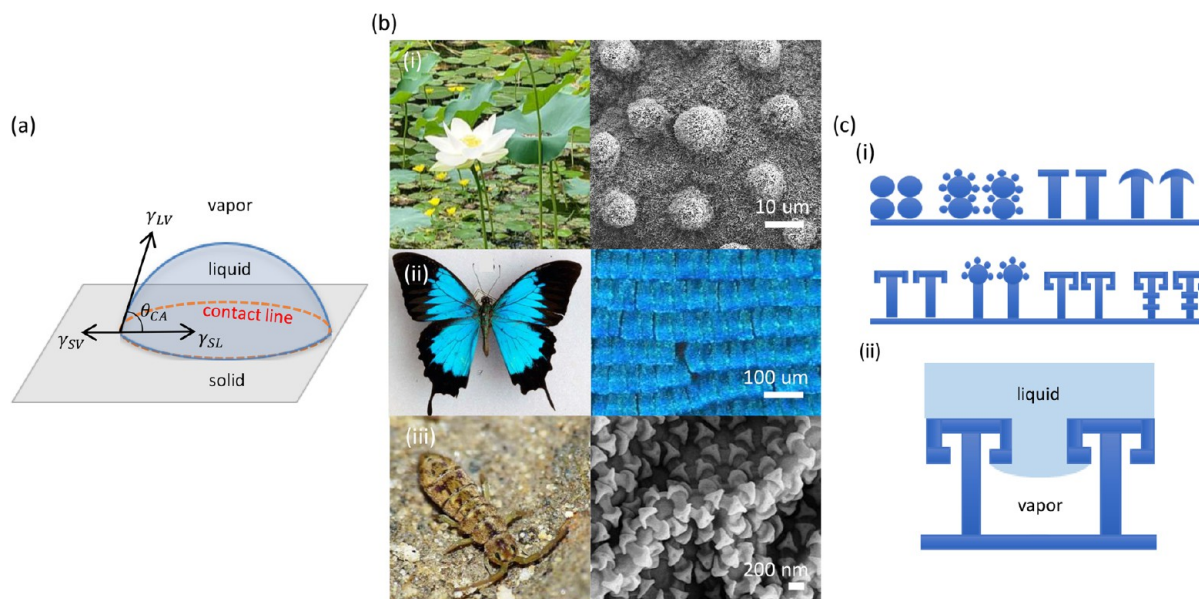 (a)
vapor
γLV
liquid
θCA
contact line
γSV
γSL
solid
(b)
(i)
10 um
(ii)
100 um
(iii)
200 nm
(c)
(i)
(ii)
liquid
vapor